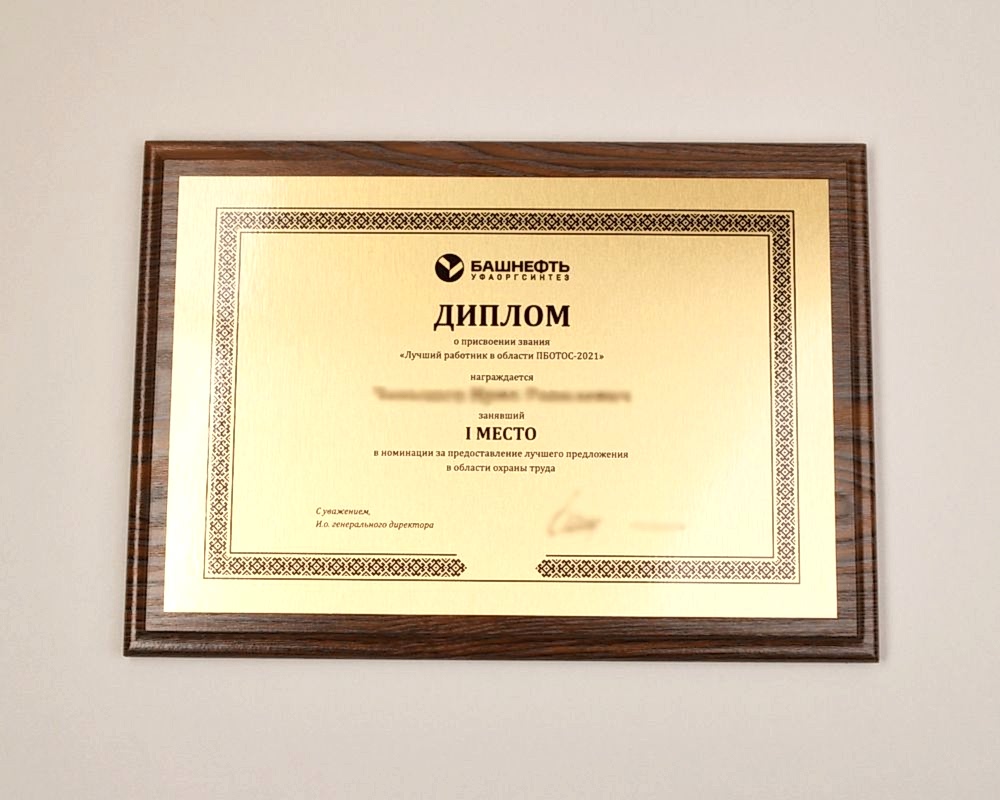 БАШНЕФТЬ
УФАОРГСИНТЕЗ
ДИПЛОМ
о присвоении звания
«Лучший работник в области ПБОТОС-2021»
награждается
занявший
I МЕСТО
в номинации за предоставление лучшего предложения
в области охраны труда
С уважением,
И.о. генерального директора